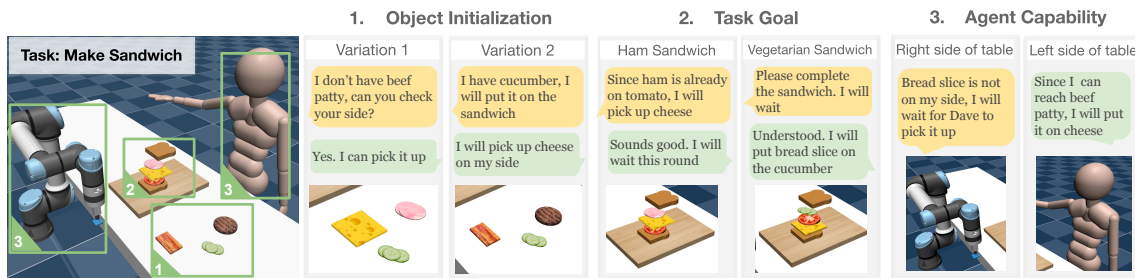 1. Object Initialization
2. Task Goal
3. Agent Capability
Task: Make Sandwich
3
2
3
1
Variation 1
I don't have beef
patty, can you check
your side?
Yes. I can pick it up
Variation 2
I have cucumber, I
will put it on the
sandwich
I will pick up cheese
on my side
Ham Sandwich
Since ham is already
on tomato, I will
pick up cheese
Sounds good. I will
wait this round
Vegetarian Sandwich
Please complete
the sandwich. I will
wait
Understood. I will
put bread slice on
the cucumber
Right side of table
Bread slice is not
on my side, I will
wait for Dave to
pick it up
Left side of table
Since I can
reach beef
patty, I will put
it on cheese